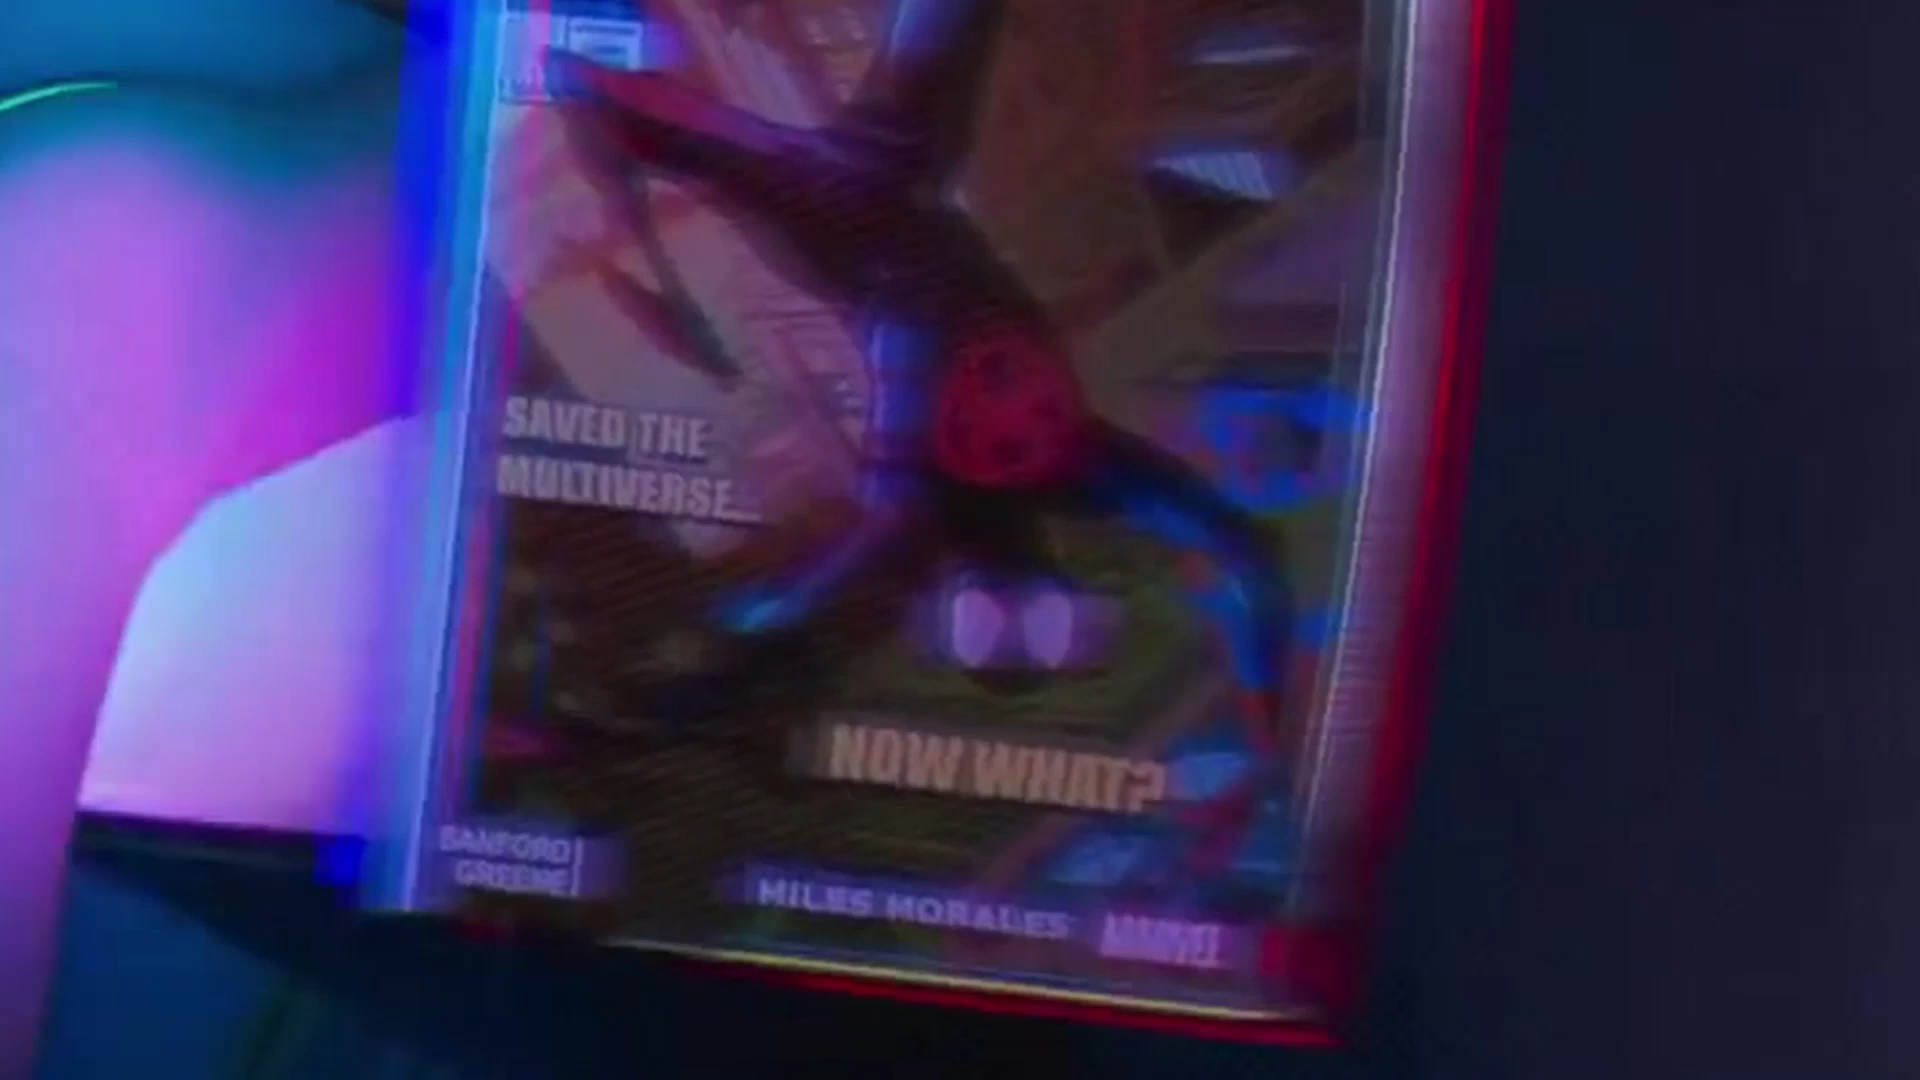 SAVED THE
MULTIVERSE...
NOW WHAT?
SANFORD
GREENE
MILES MORALES
MARVEL